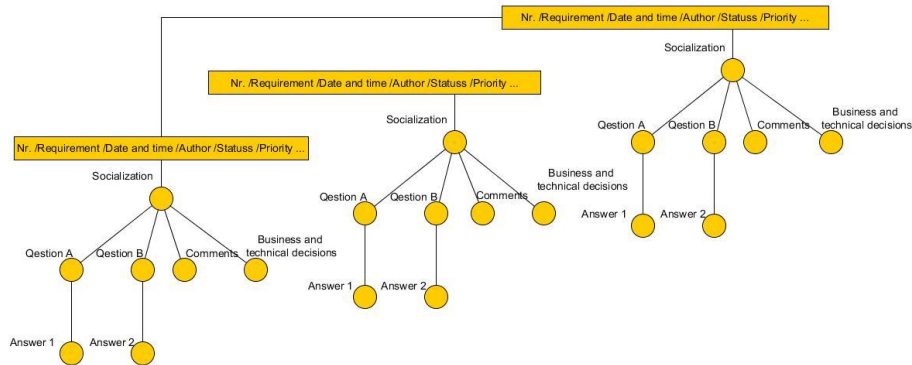 Nr. /Requirement /Date and time /Author /Statuss /Priority ...
Socialization
Qestion A
Qestion B
Comments
Business and
technical decisions
Answer 1
Answer 2
Nr. /Requirement /Date and time /Author /Statuss /Priority ...
Socialization
Qestion A
Qestion B
Comments
Business and
technical decisions
Answer 1
Answer 2
Nr. /Requirement /Date and time /Author /Statuss /Priority ...
Socialization
Qestion A
Qestion B
Comments
Business and
technical decisions
Answer 1
Answer 2